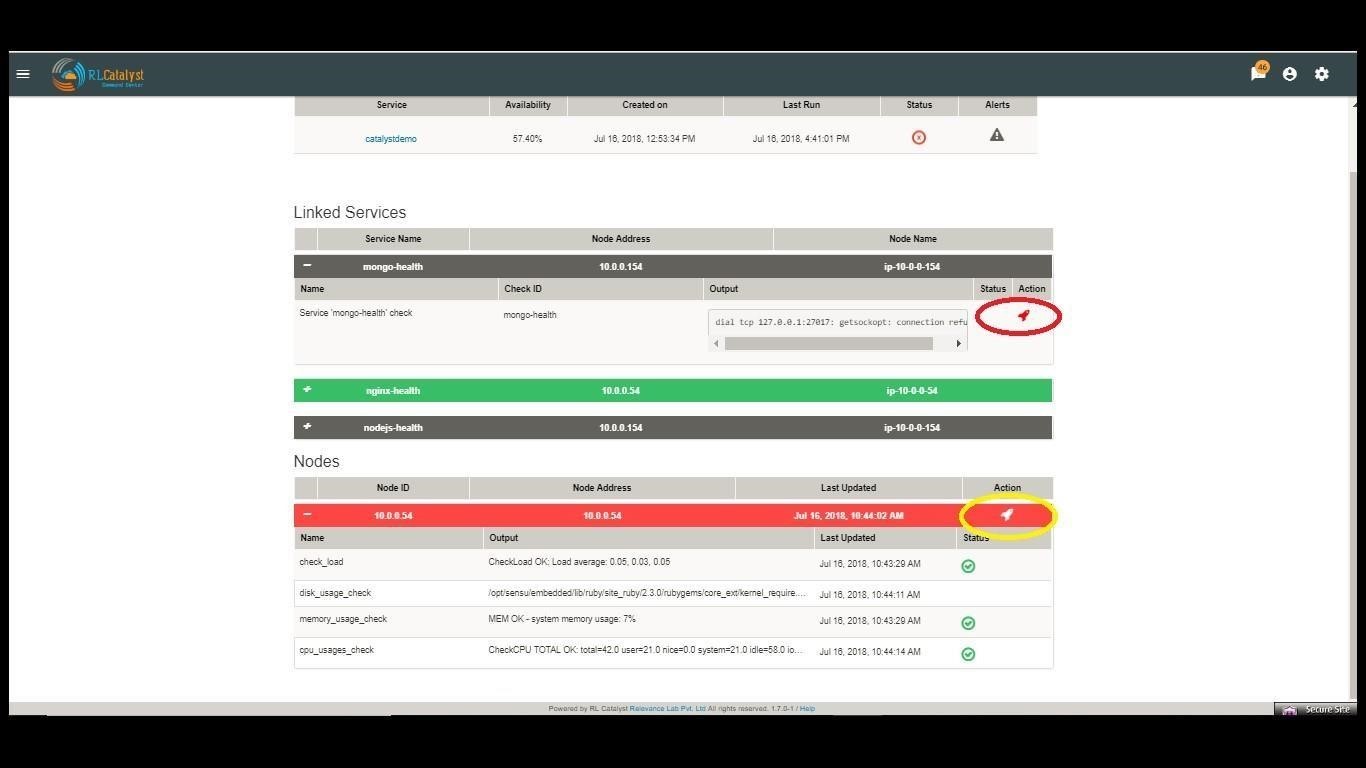 46
RLCatalyst
Command Center
Service Availability Created on Last Run Status Alerts
catalystdemo 57.40% Jul 16, 2018, 12:53:34 PM Jul 16, 2018, 4:41:01 PM
Linked Services
Service Name Node Address Node Name
mongo-health 10.0.0.154 ip-10-0-0-154
Name Check ID Output Status Action
Service 'mongo-health' check mongo-health dial tcp 127.0.0.1:27017: getsockopt: connection refu
nginx-health 10.0.0.54 ip-10-0-0-54
nodejs-health 10.0.0.154 ip-10-0-0-154
Nodes
Node ID Node Address Last Updated Action
10.0.0.54 10.0.0.54 Jul 16, 2018, 10:44:02 AM
Name Output Last Updated Status
check_load CheckLoad OK: Load average: 0.05, 0.03, 0.05 Jul 16, 2018, 10:43:29 AM
disk_usage_check /opt/sensu/embedded/lib/ruby/site_ruby/2.3.0/rubygems/core_ext/kernel_require.... Jul 16, 2018, 10:44:11 AM
memory_usage_check MEM OK - system memory usage: 7% Jul 16, 2018, 10:43:29 AM
cpu_usages_check CheckCPU TOTAL OK: total=42.0 user=21.0 nice=0.0 system=21.0 idle=58.0 io... Jul 16, 2018, 10:44:14 AM
Powered by RL Catalyst Relevance Lab Pvt. Ltd All rights reserved. 1.7.0-1 / Help
Secure Site